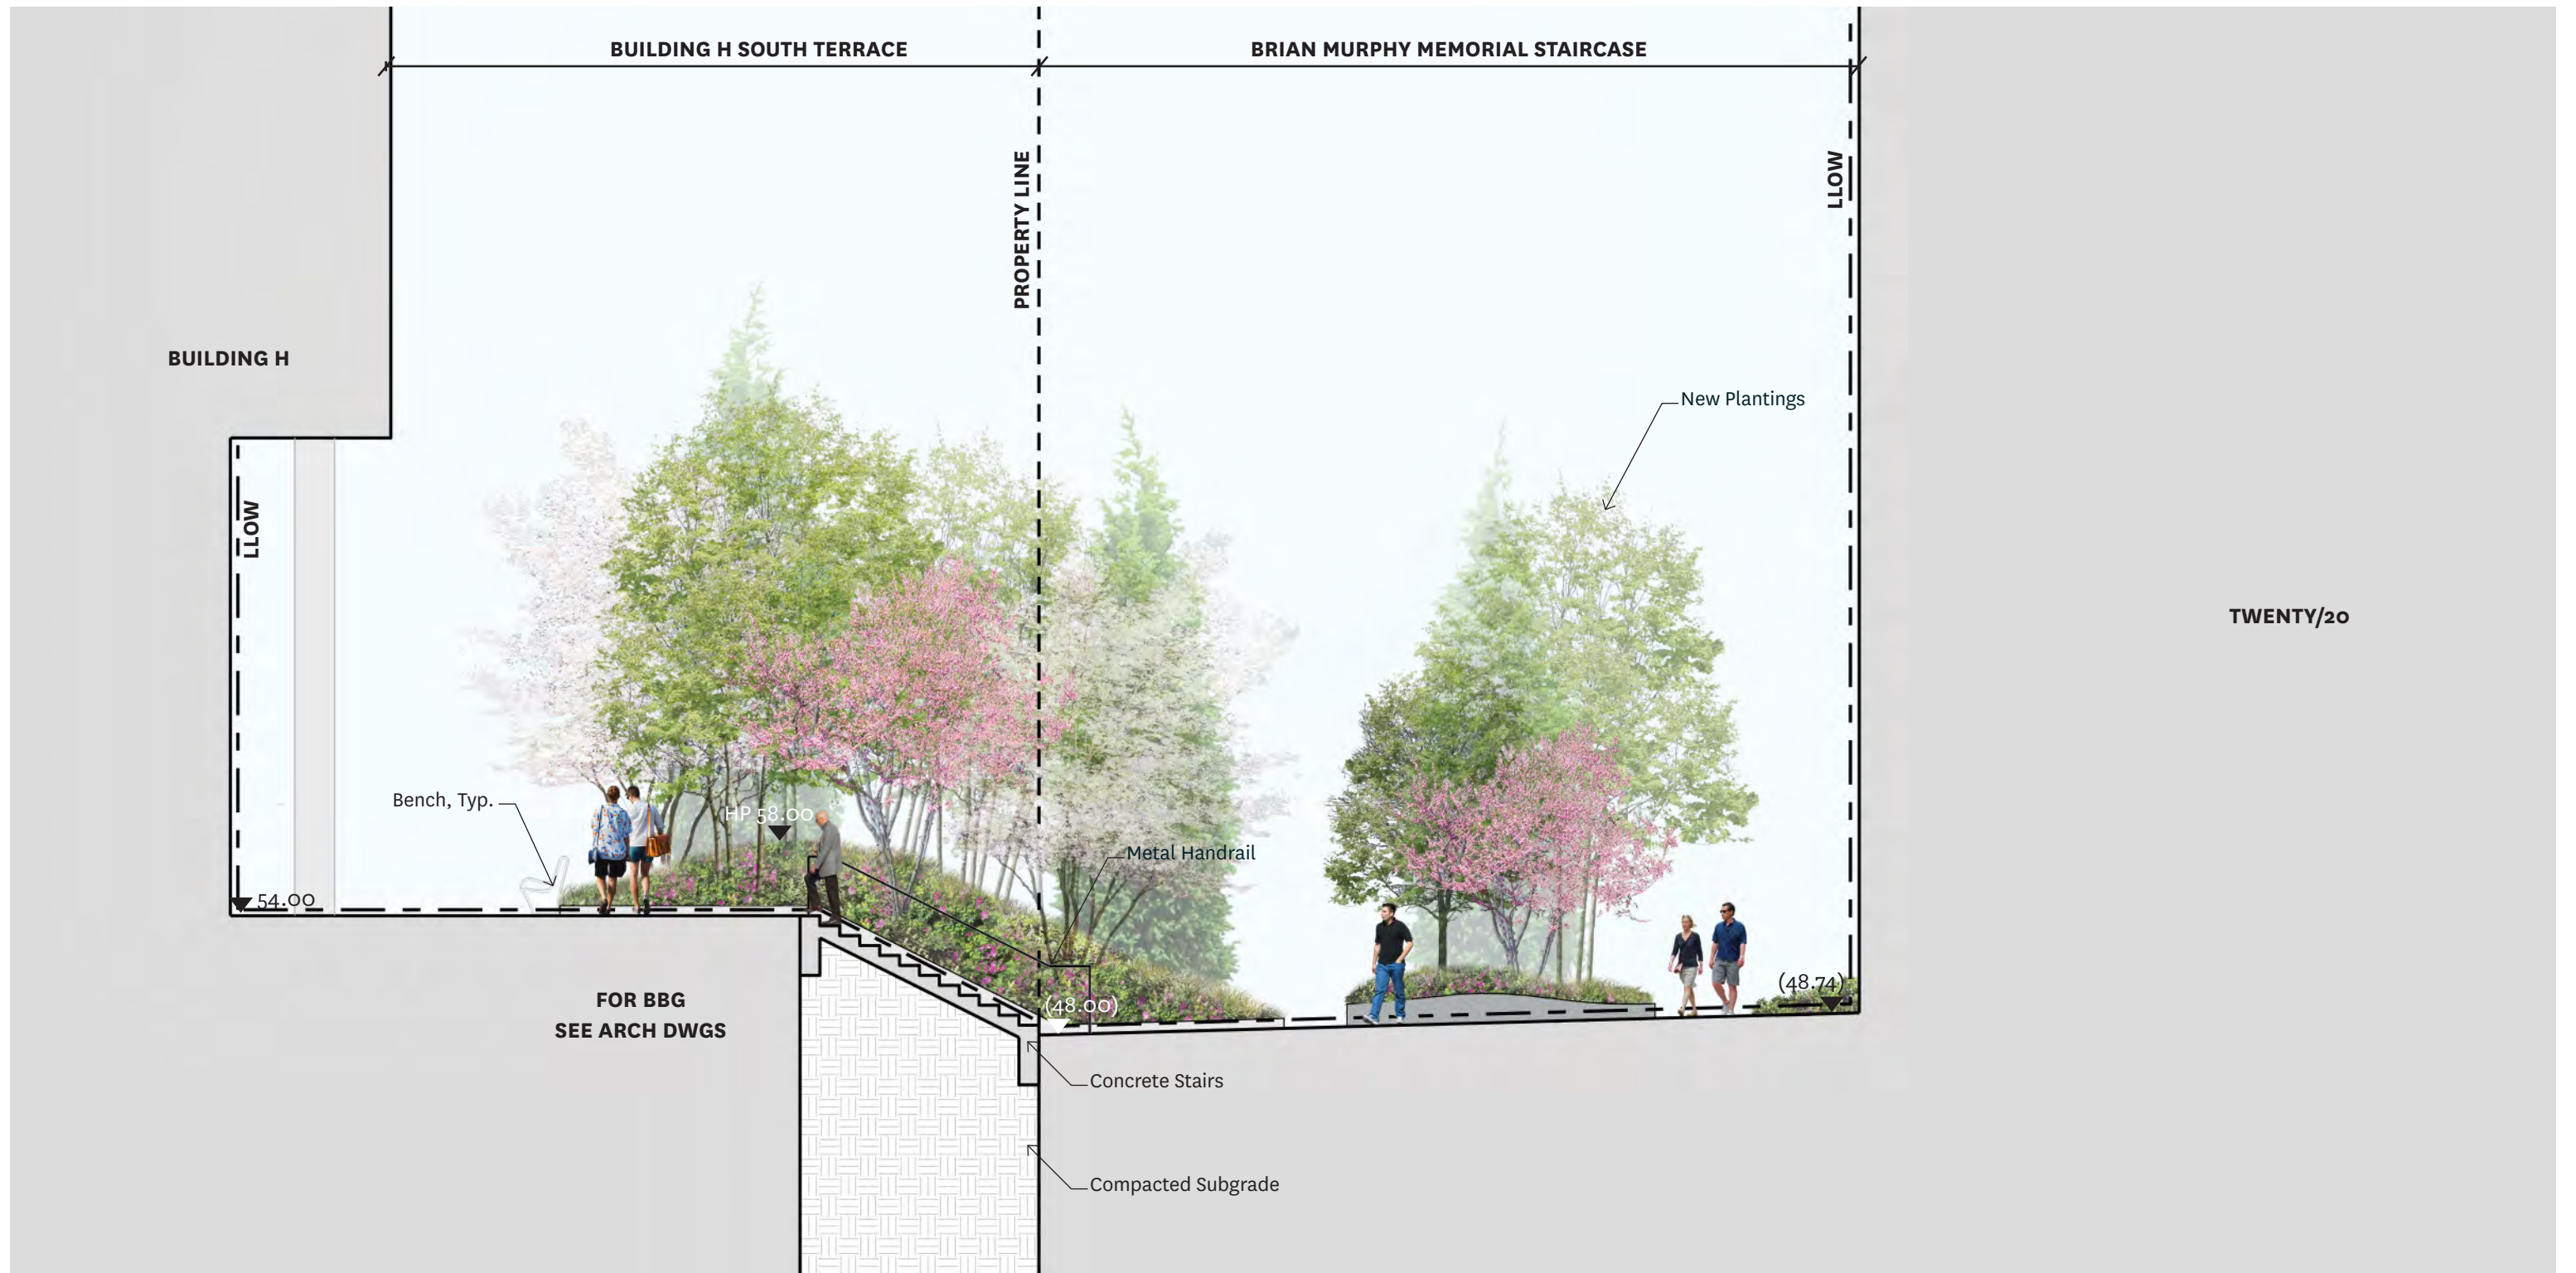 BUILDING H SOUTH TERRACE
BRIAN MURPHY MEMORIAL STAIRCASE
PROPERTY LINE
LLOW
BUILDING H
New Plantings
LLOW
TWENTY/20
Bench, Typ.
HP 58.00
Metal Handrail
54.00
(48.74)
(48.00)
FOR BBG
SEE ARCH DWGS
Concrete Stairs
Compacted Subgrade